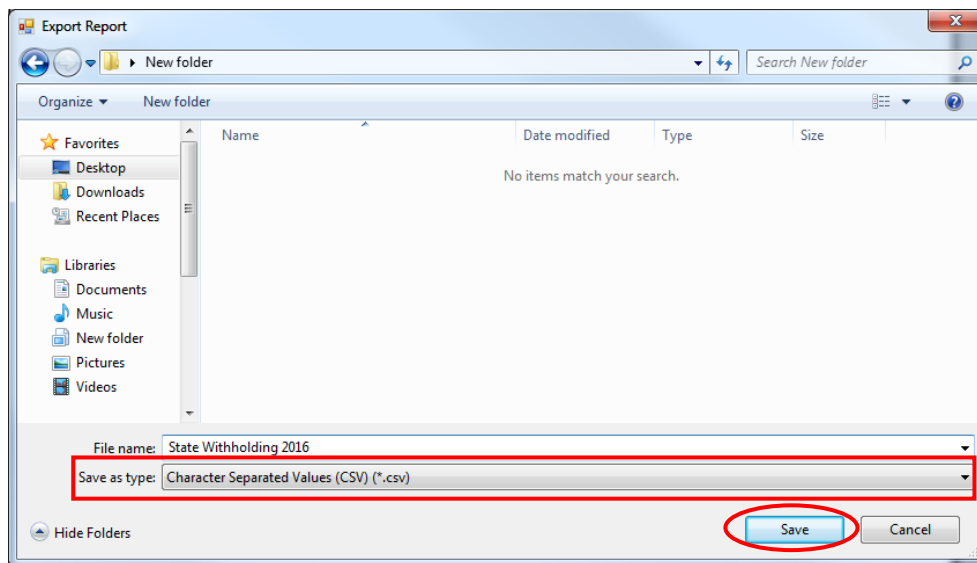 Export Report
New folder
Search New folder
Organize New folder
Name Date modified Type Size
No items match your search.
Favorites
Desktop
Downloads
Recent Places
Libraries
Documents
Music
New folder
Pictures
Videos
File name: State Withholding 2016
Save as type: Character Separated Values (CSV) (*.csv)
Hide Folders Save Cancel